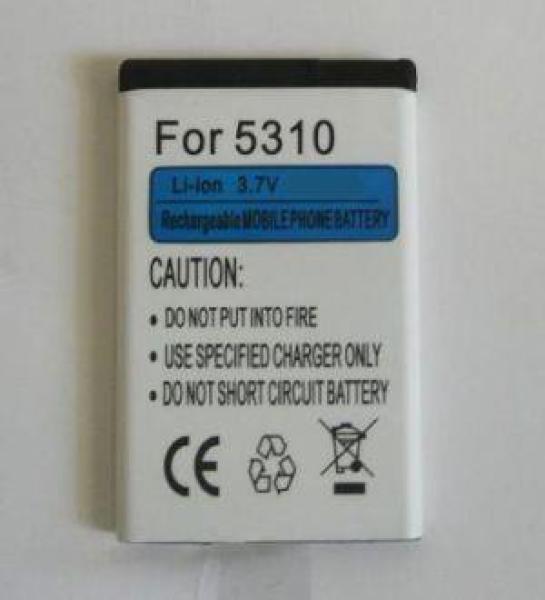 For 5310
Li-ion 3.7V
Rechargeable MOBILE PHONE BATTERY
CAUTION:
• DO NOT PUT INTO FIRE
• USE SPECIFIED CHARGER ONLY
• DO NOT SHORT CIRCUIT BATTERY
CE